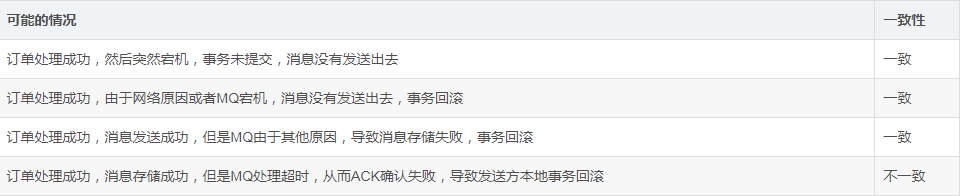 可能的情况 一致性
订单处理成功，然后突然宕机，事务未提交，消息没有发送出去 一致
订单处理成功，由于网络原因或者MQ宕机，消息没有发送出去，事务回滚 一致
订单处理成功，消息发送成功，但是MQ由于其他原因，导致消息存储失败，事务回滚 一致
订单处理成功，消息存储成功，但是MQ处理超时，从而ACK确认失败，导致发送方本地事务回滚 不一致